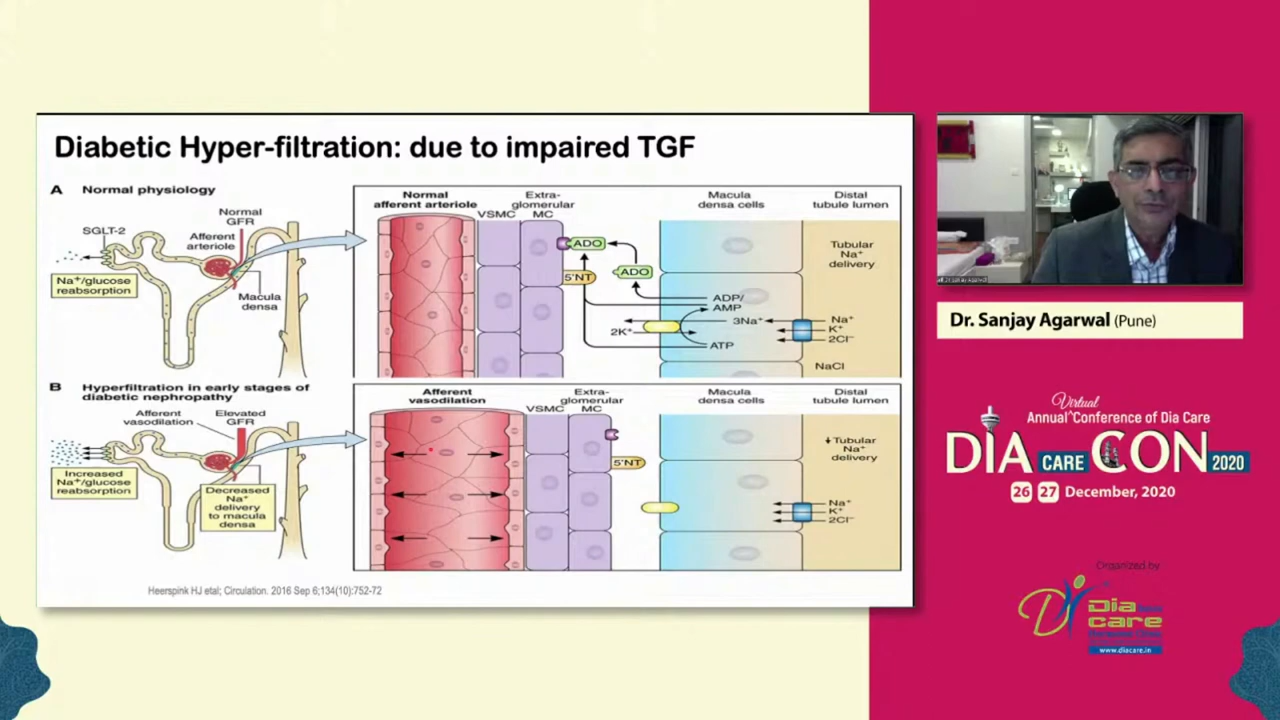 Diabetic Hyper-filtration: due to impaired TGF
A Normal physiology
SGLT-2
Normal
GFR
Afferent
arteriole
Na⁺/glucose
reabsorption
Macula
densa
Normal
afferent arteriole
VSMC
Extra-
glomerular
MC
Macula
densa cells
Distal
tubule lumen
ADO
ADO
5'NT
ADP/
AMP
3Na⁺
2K⁺
ATP
Tubular
Na⁺
delivery
Na⁺
K⁺
2Cl⁻
NaCl
B Hyperfiltration in early stages of
diabetic nephropathy
Afferent
vasodilation
Elevated
GFR
Increased
Na⁺/glucose
reabsorption
Decreased
Na⁺
delivery
to macula
densa
Afferent
vasodilation
VSMC
Extra-
glomerular
MC
Macula
densa cells
Distal
tubule lumen
5'NT
↓ Tubular
Na⁺
delivery
Na⁺
K⁺
2Cl⁻
Heerspink HJ etal; Circulation. 2016 Sep 6;134(10):752-72
Dr. Sanjay Agarwal (Pune)
Virtual
Annual ^ Conference of Dia Care
DIA CARE CON 2020
26 27 December, 2020
Organized by
Dia
care
www.diacare.in